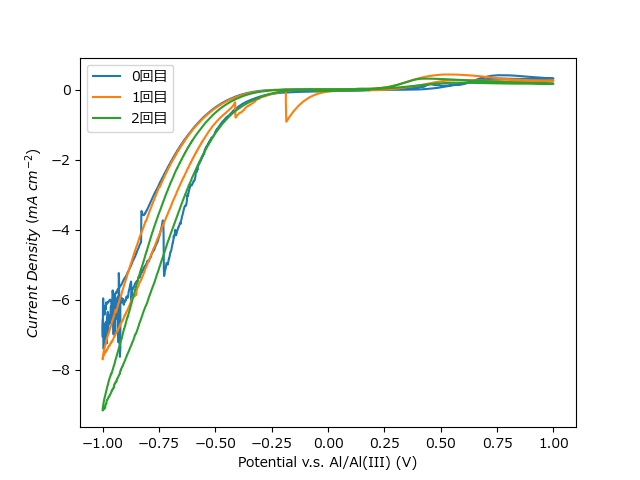 0回目
1回目
2回目
0
−2
−4
−6
−8
Current Density (mA cm⁻²)
−1.00 −0.75 −0.50 −0.25 0.00 0.25 0.50 0.75 1.00
Potential v.s. Al/Al(III) (V)